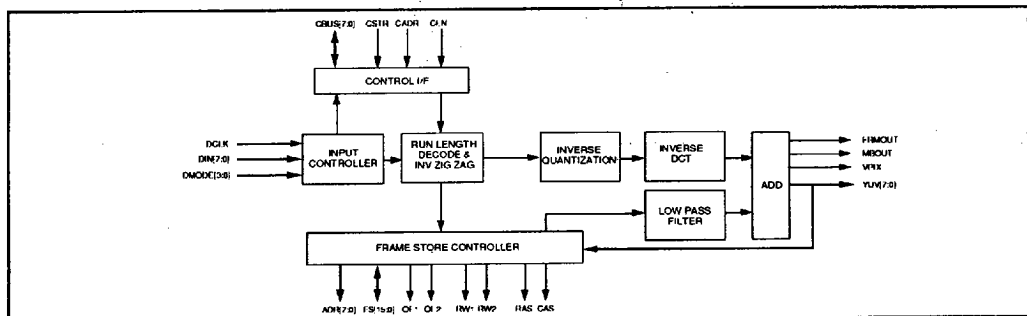 CBUS[7:0] CSTR CADR CEN
CONTROL I/F
DCLK
DIN[7:0]
DMODE[3:0]
INPUT
CONTROLLER
RUN LENGTH
DECODE &
INV ZIG ZAG
INVERSE
QUANTIZATION
INVERSE
DCT
ADD
FRMOUT
MBOUT
VPIX
YUV[7:0]
LOW PASS
FILTER
FRAME STORE CONTROLLER
ADR[7:0] FS[15:0] OE1 OE2 RW1 RW2 RAS CAS